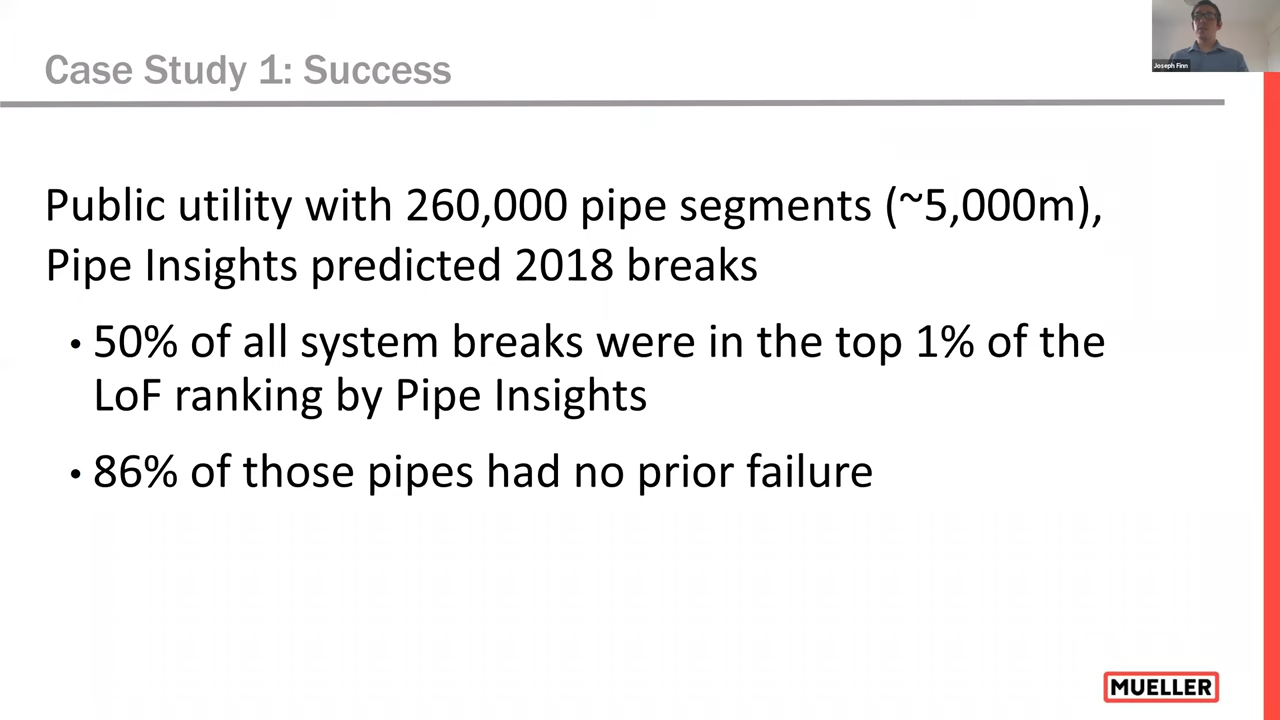 Case Study 1: Success
Joseph Finn
Public utility with 260,000 pipe segments (~5,000m),
Pipe Insights predicted 2018 breaks
• 50% of all system breaks were in the top 1% of the
LoF ranking by Pipe Insights
• 86% of those pipes had no prior failure
MUELLER